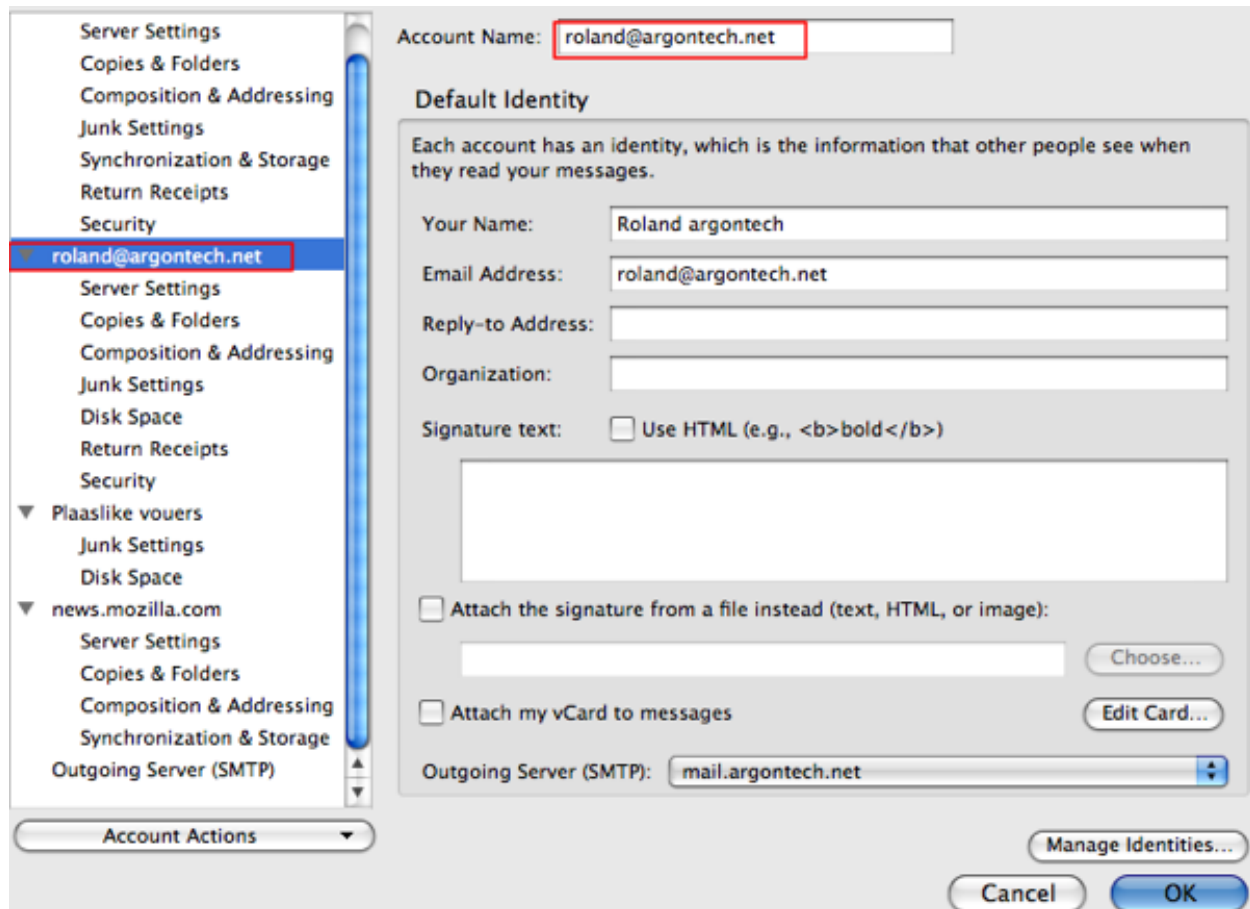 Server Settings
Copies & Folders
Composition & Addressing
Junk Settings
Synchronization & Storage
Return Receipts
Security
roland@argontech.net
Server Settings
Copies & Folders
Composition & Addressing
Junk Settings
Disk Space
Return Receipts
Security
Plaaslike vouers
Junk Settings
Disk Space
news.mozilla.com
Server Settings
Copies & Folders
Composition & Addressing
Synchronization & Storage
Outgoing Server (SMTP)
Account Actions
Account Name: roland@argontech.net
Default Identity
Each account has an identity, which is the information that other people see when
they read your messages.
Your Name: Roland argontech
Email Address: roland@argontech.net
Reply-to Address:
Organization:
Signature text: Use HTML (e.g., <b>bold</b>)
Attach the signature from a file instead (text, HTML, or image):
Choose...
Attach my vCard to messages Edit Card...
Outgoing Server (SMTP): mail.argontech.net
Manage Identities...
Cancel OK